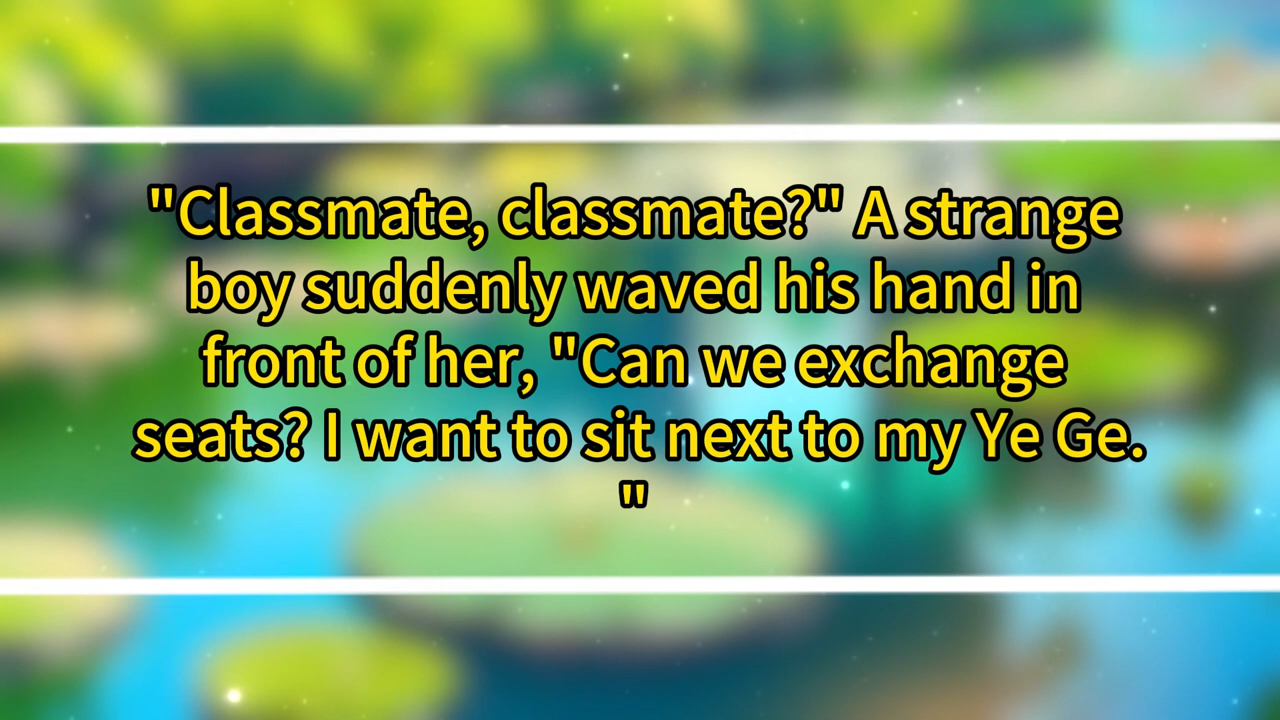 "Classmate, classmate?" A strange
boy suddenly waved his hand in
front of her, "Can we exchange
seats? I want to sit next to my Ye Ge.
"